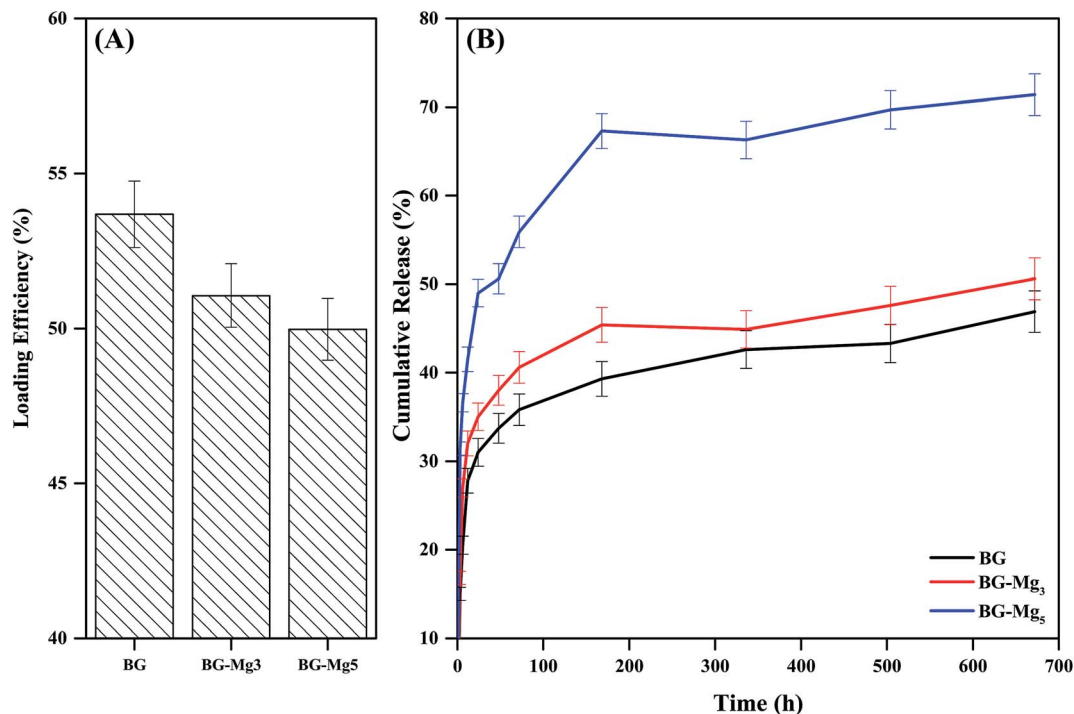 (A)
Loading Efficiency (%)
60
55
50
45
40
BG
BG-Mg3
BG-Mg5
(B)
Cumulative Release (%)
80
70
60
50
40
30
20
10
BG
BG-Mg₃
BG-Mg₅
0 100 200 300 400 500 600 700
Time (h)